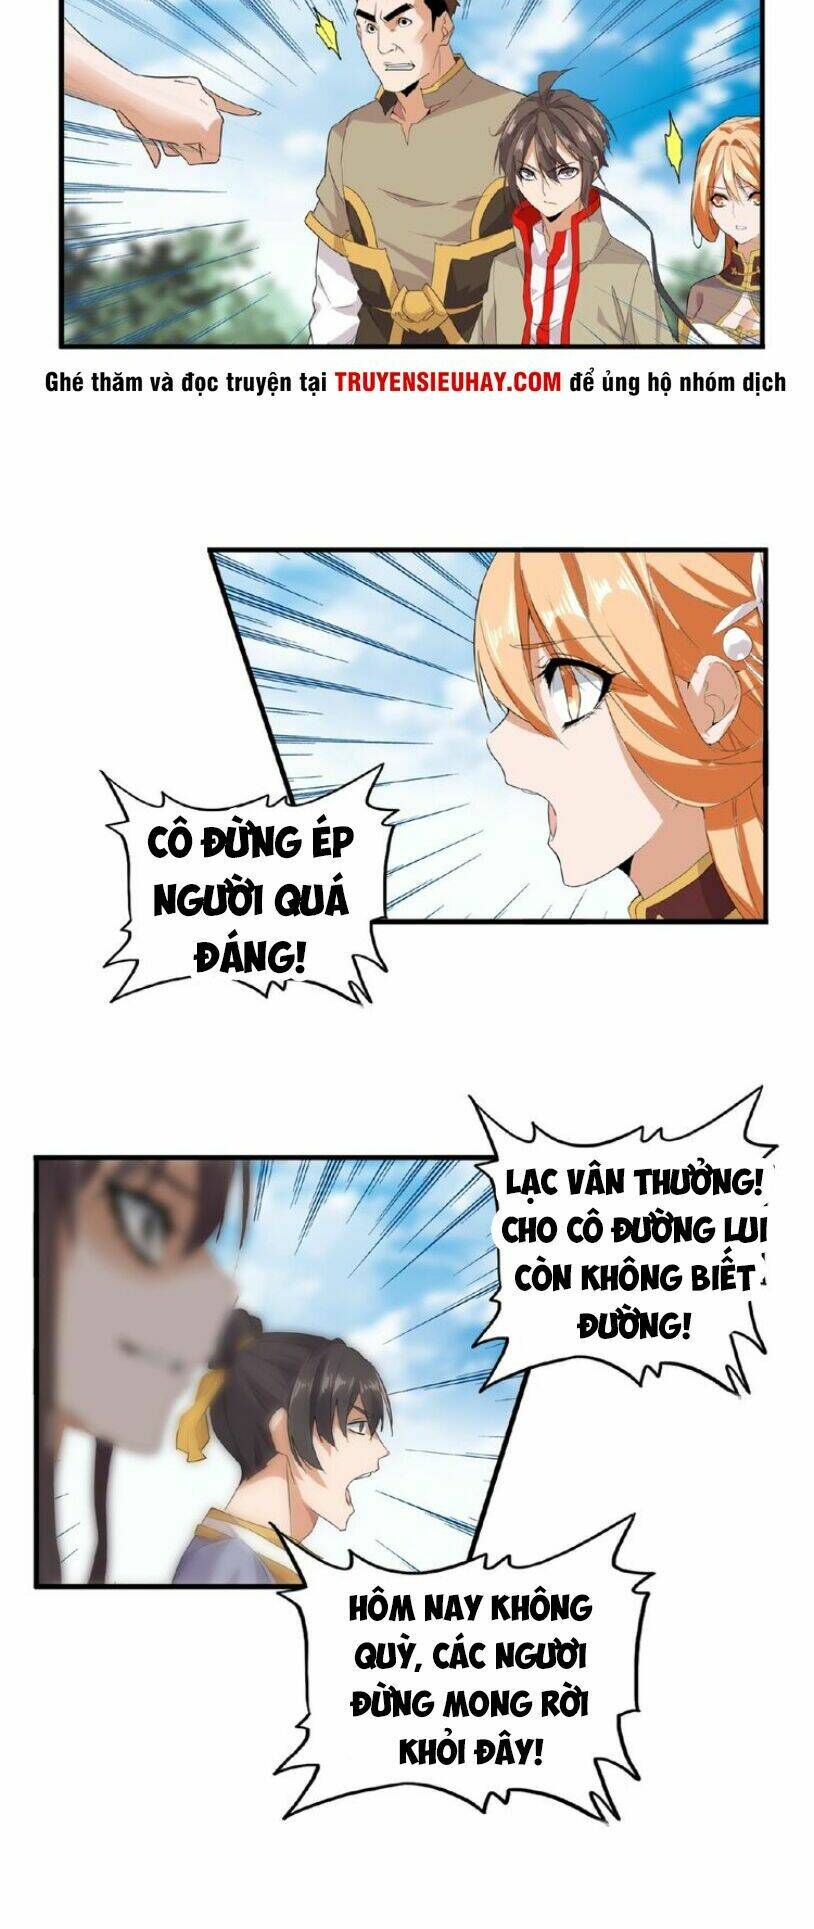 Ghé thăm và đọc truyện tại TRUYENSIEUHAY.COM để ủng hộ nhóm dịch
CÔ ĐỪNG ÉP
NGƯỜI QUÁ
ĐÁNG!
LẠC VÂN THƯỞNG!
CHO CÔ ĐƯỜNG LUI
CÒN KHÔNG BIẾT
ĐƯỜNG!
HÔM NAY KHÔNG
QUỲ, CÁC NGƯƠI
ĐỪNG MONG RỜI
KHỎI ĐÂY!